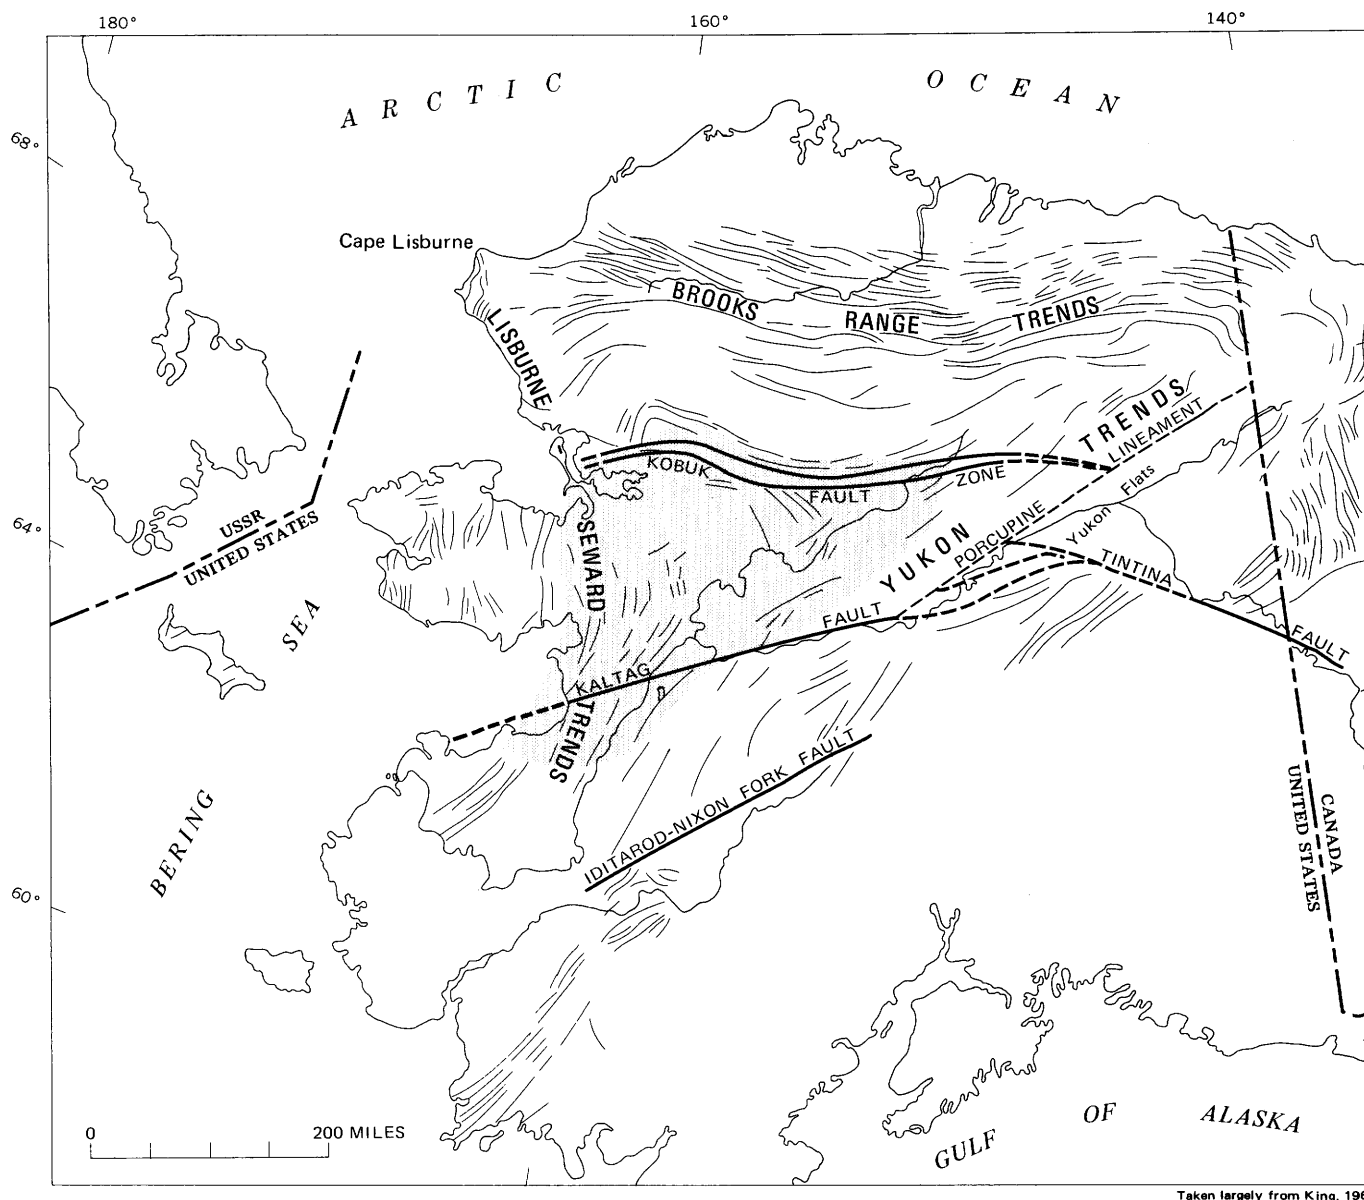 180°
160°
140°
ARCTIC OCEAN
68°
Cape Lisburne
BROOKS RANGE TRENDS
LISBURNE
YUKON TRENDS
PORCUPINE LINEAMENT
KOBUK FAULT ZONE
Yukon Flats
64°
USSR
UNITED STATES
SEWARD TRENDS
TINTINA FAULT
KALTAG FAULT
BERING SEA
IDITAROD-NIXON FORK FAULT
CANADA
UNITED STATES
60°
0 200 MILES
GULF OF ALASKA
Taken largely from King,